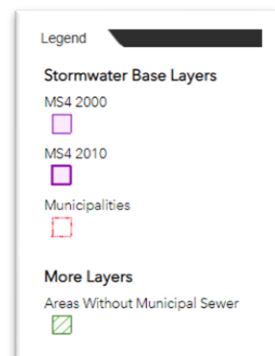 Legend
Stormwater Base Layers
MS4 2000
MS4 2010
Municipalities
More Layers
Areas Without Municipal Sewer